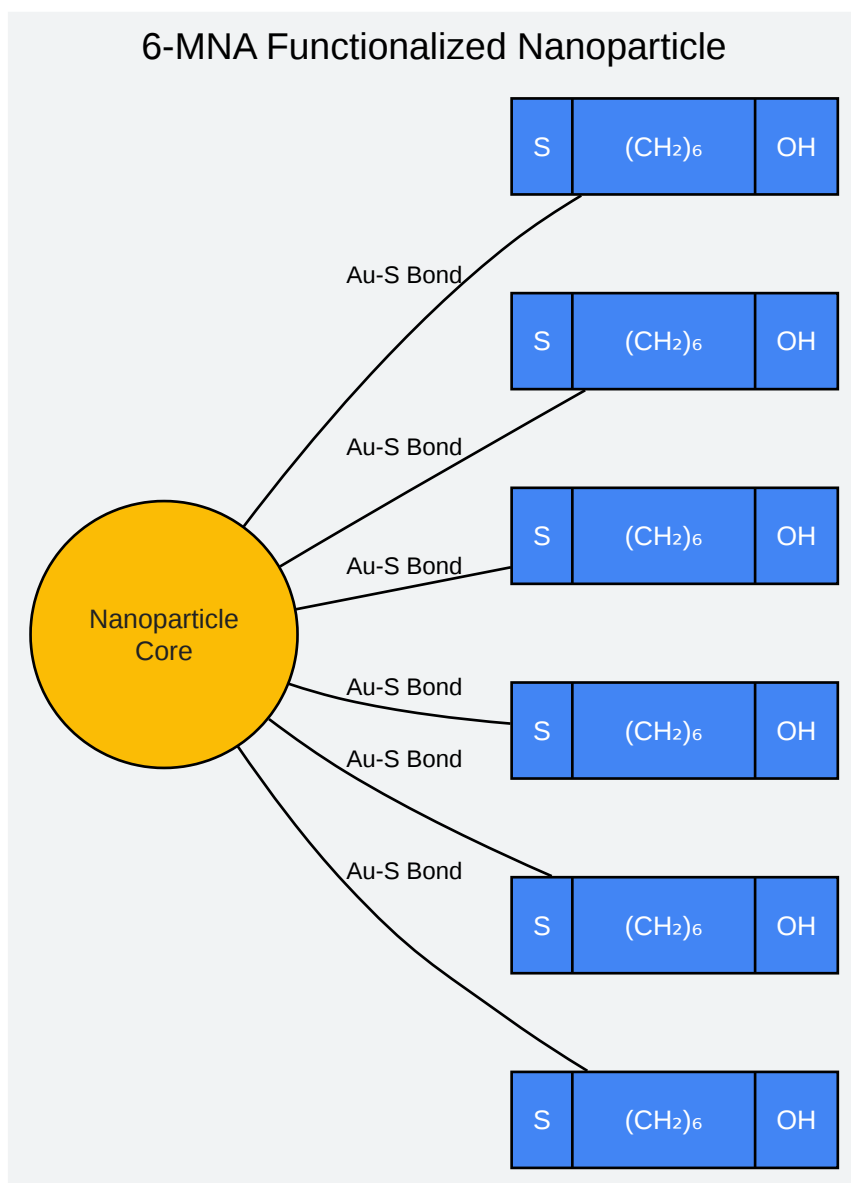 6-MNA Functionalized Nanoparticle
S (CH₂)₆ OH
Au-S Bond
S (CH₂)₆ OH
Au-S Bond
S (CH₂)₆ OH
Au-S Bond
Nanoparticle
Core
Au-S Bond
S (CH₂)₆ OH
Au-S Bond
Au-S Bond
S (CH₂)₆ OH
S (CH₂)₆ OH